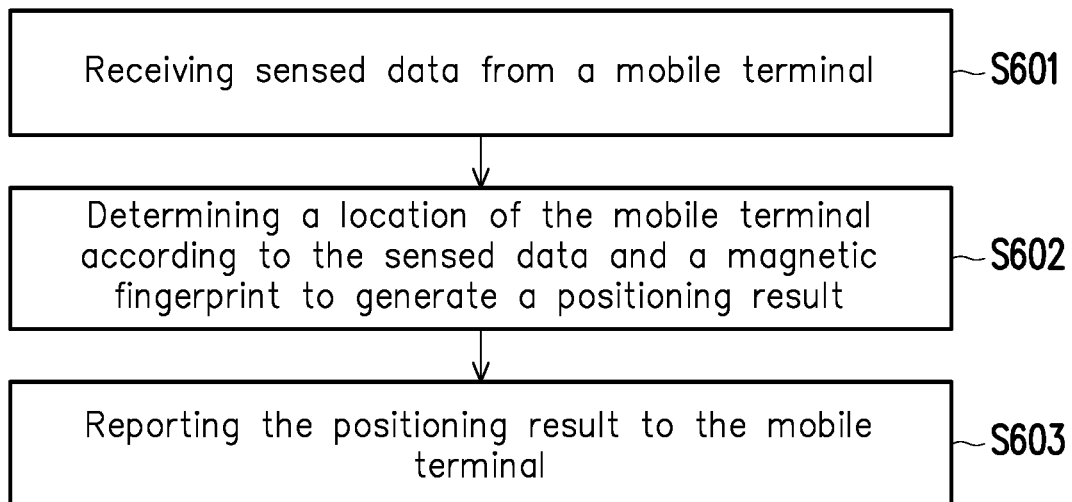 Receiving sensed data from a mobile terminal
S601
Determining a location of the mobile terminal
according to the sensed data and a magnetic
fingerprint to generate a positioning result
S602
Reporting the positioning result to the mobile
terminal
S603